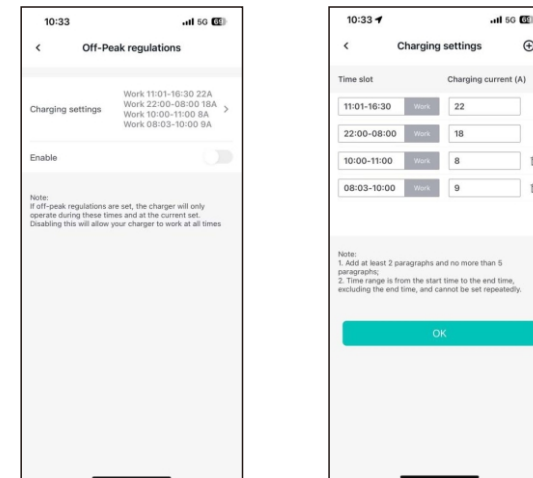 10:33
5G
Off-Peak regulations
Charging settings
Work 11:01-16:30 22A
Work 22:00-08:00 18A
Work 10:00-11:00 8A
Work 08:03-10:00 9A
Enable
Note:
If off-peak regulations are set, the charger will only
operate during these times and at the current set.
Disabling this will allow your charger to work at all times
10:33
5G
Charging settings
Time slot Charging current (A)
11:01-16:30 Work 22
22:00-08:00 Work 18
10:00-11:00 Work 8
08:03-10:00 Work 9
Note:
1. Add at least 2 paragraphs and no more than 5
paragraphs;
2. Time range is from the start time to the end time,
excluding the end time, and cannot be set repeatedly.
OK